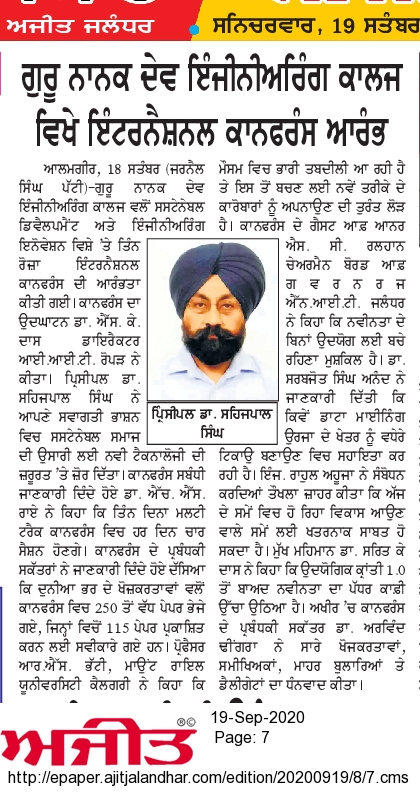 ਅਜੀਤ ਜਲੰਧਰ
ਸਨਿਚਰਵਾਰ, 19 ਸਤੰਬਰ
ਗੁਰੂ ਨਾਨਕ ਦੇਵ ਇੰਜੀਨੀਅਰਿੰਗ ਕਾਲਜ
ਵਿਖੇ ਇੰਟਰਨੈਸ਼ਨਲ ਕਾਨਫਰੰਸ ਆਰੰਭ
ਆਲਮਗੀਰ, 18 ਸਤੰਬਰ (ਜਰਨੈਲ
ਸਿੰਘ ਪੱਟੀ)-ਗੁਰੂ ਨਾਨਕ ਦੇਵ
ਇੰਜੀਨੀਅਰਿੰਗ ਕਾਲਜ ਵਲੋਂ ਸਸਟੇਨੇਬਲ
ਡਿਵੈਲਪਮੈਂਟ ਅਤੇ ਇੰਜੀਨੀਅਰਿੰਗ
ਇਨੋਵੇਸ਼ਨ ਵਿਸ਼ੇ 'ਤੇ ਤਿੰਨ
ਰੋਜ਼ਾ ਇੰਟਰਨੈਸ਼ਨਲ
ਕਾਨਫਰੰਸ ਦੀ ਆਰੰਭਤਾ
ਕੀਤੀ ਗਈ। ਕਾਨਫਰੰਸ ਦਾ
ਉਦਘਾਟਨ ਡਾ. ਐੱਸ. ਕੇ.
ਦਾਸ ਡਾਇਰੈਕਟਰ
ਆਈ.ਆਈ.ਟੀ. ਰੋਪੜ ਨੇ
ਕੀਤਾ। ਪ੍ਰਿੰਸੀਪਲ ਡਾ.
ਸਹਿਜਪਾਲ ਸਿੰਘ ਨੇ
ਆਪਣੇ ਸਵਾਗਤੀ ਭਾਸ਼ਨ
ਵਿਚ ਸਸਟੇਨੇਬਲ ਸਮਾਜ
ਦੀ ਉਸਾਰੀ ਲਈ ਨਵੀ ਟੈਕਨਾਲੋਜੀ ਦੀ
ਜ਼ਰੂਰਤ 'ਤੇ ਜ਼ੋਰ ਦਿੱਤਾ। ਕਾਨਫਰੰਸ ਸਬੰਧੀ
ਜਾਣਕਾਰੀ ਦਿੰਦੇ ਹੋਏ ਡਾ. ਐੱਚ. ਐੱਸ.
ਰਾਏ ਨੇ ਕਿਹਾ ਕਿ ਤਿੰਨ ਦਿਨਾ ਮਲਟੀ
ਟਰੈਕ ਕਾਨਫਰੰਸ ਵਿਚ ਹਰ ਦਿਨ ਚਾਰ
ਸੈਸ਼ਨ ਹੋਣਗੇ। ਕਾਨਫਰੰਸ ਦੇ ਪ੍ਰਬੰਧਕੀ
ਸਕੱਤਰਾਂ ਨੇ ਜਾਣਕਾਰੀ ਦਿੰਦੇ ਹੋਏ ਦੱਸਿਆ
ਕਿ ਦੁਨੀਆ ਭਰ ਦੇ ਖੋਜ਼ਕਰਤਾਵਾਂ ਵਲੋਂ
ਕਾਨਫਰੰਸ ਵਿਚ 250 ਤੋਂ ਵੱਧ ਪੇਪਰ ਭੇਜੇ
ਗਏ, ਜਿਨ੍ਹਾਂ ਵਿਚੋਂ 115 ਪੇਪਰ ਪ੍ਰਕਾਸ਼ਿਤ
ਕਰਨ ਲਈ ਸਵੀਕਾਰੇ ਗਏ ਹਨ। ਪ੍ਰੋਫੈਸਰ
ਆਰ.ਐੱਸ. ਭੱਟੀ, ਮਾਊਂਟ ਰਾਇਲ
ਯੂਨੀਵਰਸਿਟੀ ਕੈਲਗਰੀ ਨੇ ਕਿਹਾ ਕਿ
ਪ੍ਰਿੰਸੀਪਲ ਡਾ. ਸਹਿਜਪਾਲ
ਸਿੰਘ
ਮੌਸਮ ਵਿਚ ਭਾਰੀ ਤਬਦੀਲੀ ਆ ਰਹੀ ਹੈ
ਤੇ ਇਸ ਤੋਂ ਬਚਣ ਲਈ ਨਵੇਂ ਤਰੀਕੇ ਦੇ
ਕਾਰੋਬਾਰਾਂ ਨੂੰ ਅਪਨਾਉਣ ਦੀ ਤੁਰੰਤ ਲੋੜ
ਹੈ। ਕਾਨਫਰੰਸ ਦੇ ਗੈਸਟ ਆਫ਼ ਆਨਰ
ਐਸ. ਸੀ. ਰਲਹਾਨ
ਚੇਅਰਮੈਨ ਬੋਰਡ ਆਫ਼
ਗਵਰਨਰਜ਼
ਐੱਨ.ਆਈ.ਟੀ. ਜਲੰਧਰ
ਨੇ ਕਿਹਾ ਕਿ ਨਵੀਨਤਾ ਦੇ
ਬਿਨਾਂ ਉਦਯੋਗ ਲਈ ਬਚੇ
ਰਹਿਣਾ ਮੁਸ਼ਕਿਲ ਹੈ। ਡਾ.
ਸਰਬਜੋਤ ਸਿੰਘ ਅਨੰਦ ਨੇ
ਜਾਣਕਾਰੀ ਦਿੱਤੀ ਕਿ
ਕਿਵੇਂ ਡਾਟਾ ਮਾਈਨਿੰਗ
ਊਰਜਾ ਦੇ ਖੇਤਰ ਨੂੰ ਵਧੇਰੇ
ਟਿਕਾਊ ਬਣਾਉਣ ਵਿਚ ਸਹਾਇਤਾ ਕਰ
ਰਹੀ ਹੈ। ਇੰਜ. ਰਾਹੁਲ ਅਹੂਜਾ ਨੇ ਸੰਬੋਧਨ
ਕਰਦਿਆਂ ਤੌਖਲਾ ਜ਼ਾਹਰ ਕੀਤਾ ਕਿ ਅੱਜ
ਦੇ ਸਮੇਂ ਵਿਚ ਹੋ ਰਿਹਾ ਵਿਕਾਸ ਆਉਣ
ਵਾਲੇ ਸਮੇਂ ਲਈ ਖਤਰਨਾਕ ਸਾਬਤ ਹੋ
ਸਕਦਾ ਹੈ। ਮੁੱਖ ਮਹਿਮਾਨ ਡਾ. ਸਰਿਤ ਕੇ
ਦਾਸ ਨੇ ਕਿਹਾ ਕਿ ਉਦਯੋਗਿਕ ਕ੍ਰਾਂਤੀ 1.0
ਤੋਂ ਬਾਅਦ ਨਵੀਨਤਾ ਦਾ ਪੱਧਰ ਕਾਫ਼ੀ
ਉੱਚਾ ਉਠਿਆ ਹੈ। ਅਖੀਰ 'ਚ ਕਾਨਫਰੰਸ
ਦੇ ਪ੍ਰਬੰਧਕੀ ਸਕੱਤਰ ਡਾ. ਅਰਵਿੰਦ
ਢੀਂਗਰਾ ਨੇ ਸਾਰੇ ਖੋਜਕਰਤਾਵਾਂ,
ਸਮੀਖਿਅਕਾਂ, ਮਾਹਰ ਬੁਲਾਰਿਆਂ ਤੇ
ਡੈਲੀਗੇਟਾਂ ਦਾ ਧੰਨਵਾਦ ਕੀਤਾ।
ਅਜੀਤ ®©
19-Sep-2020
Page: 7
http://epaper.ajitjalandhar.com/edition/20200919/8/7.cms